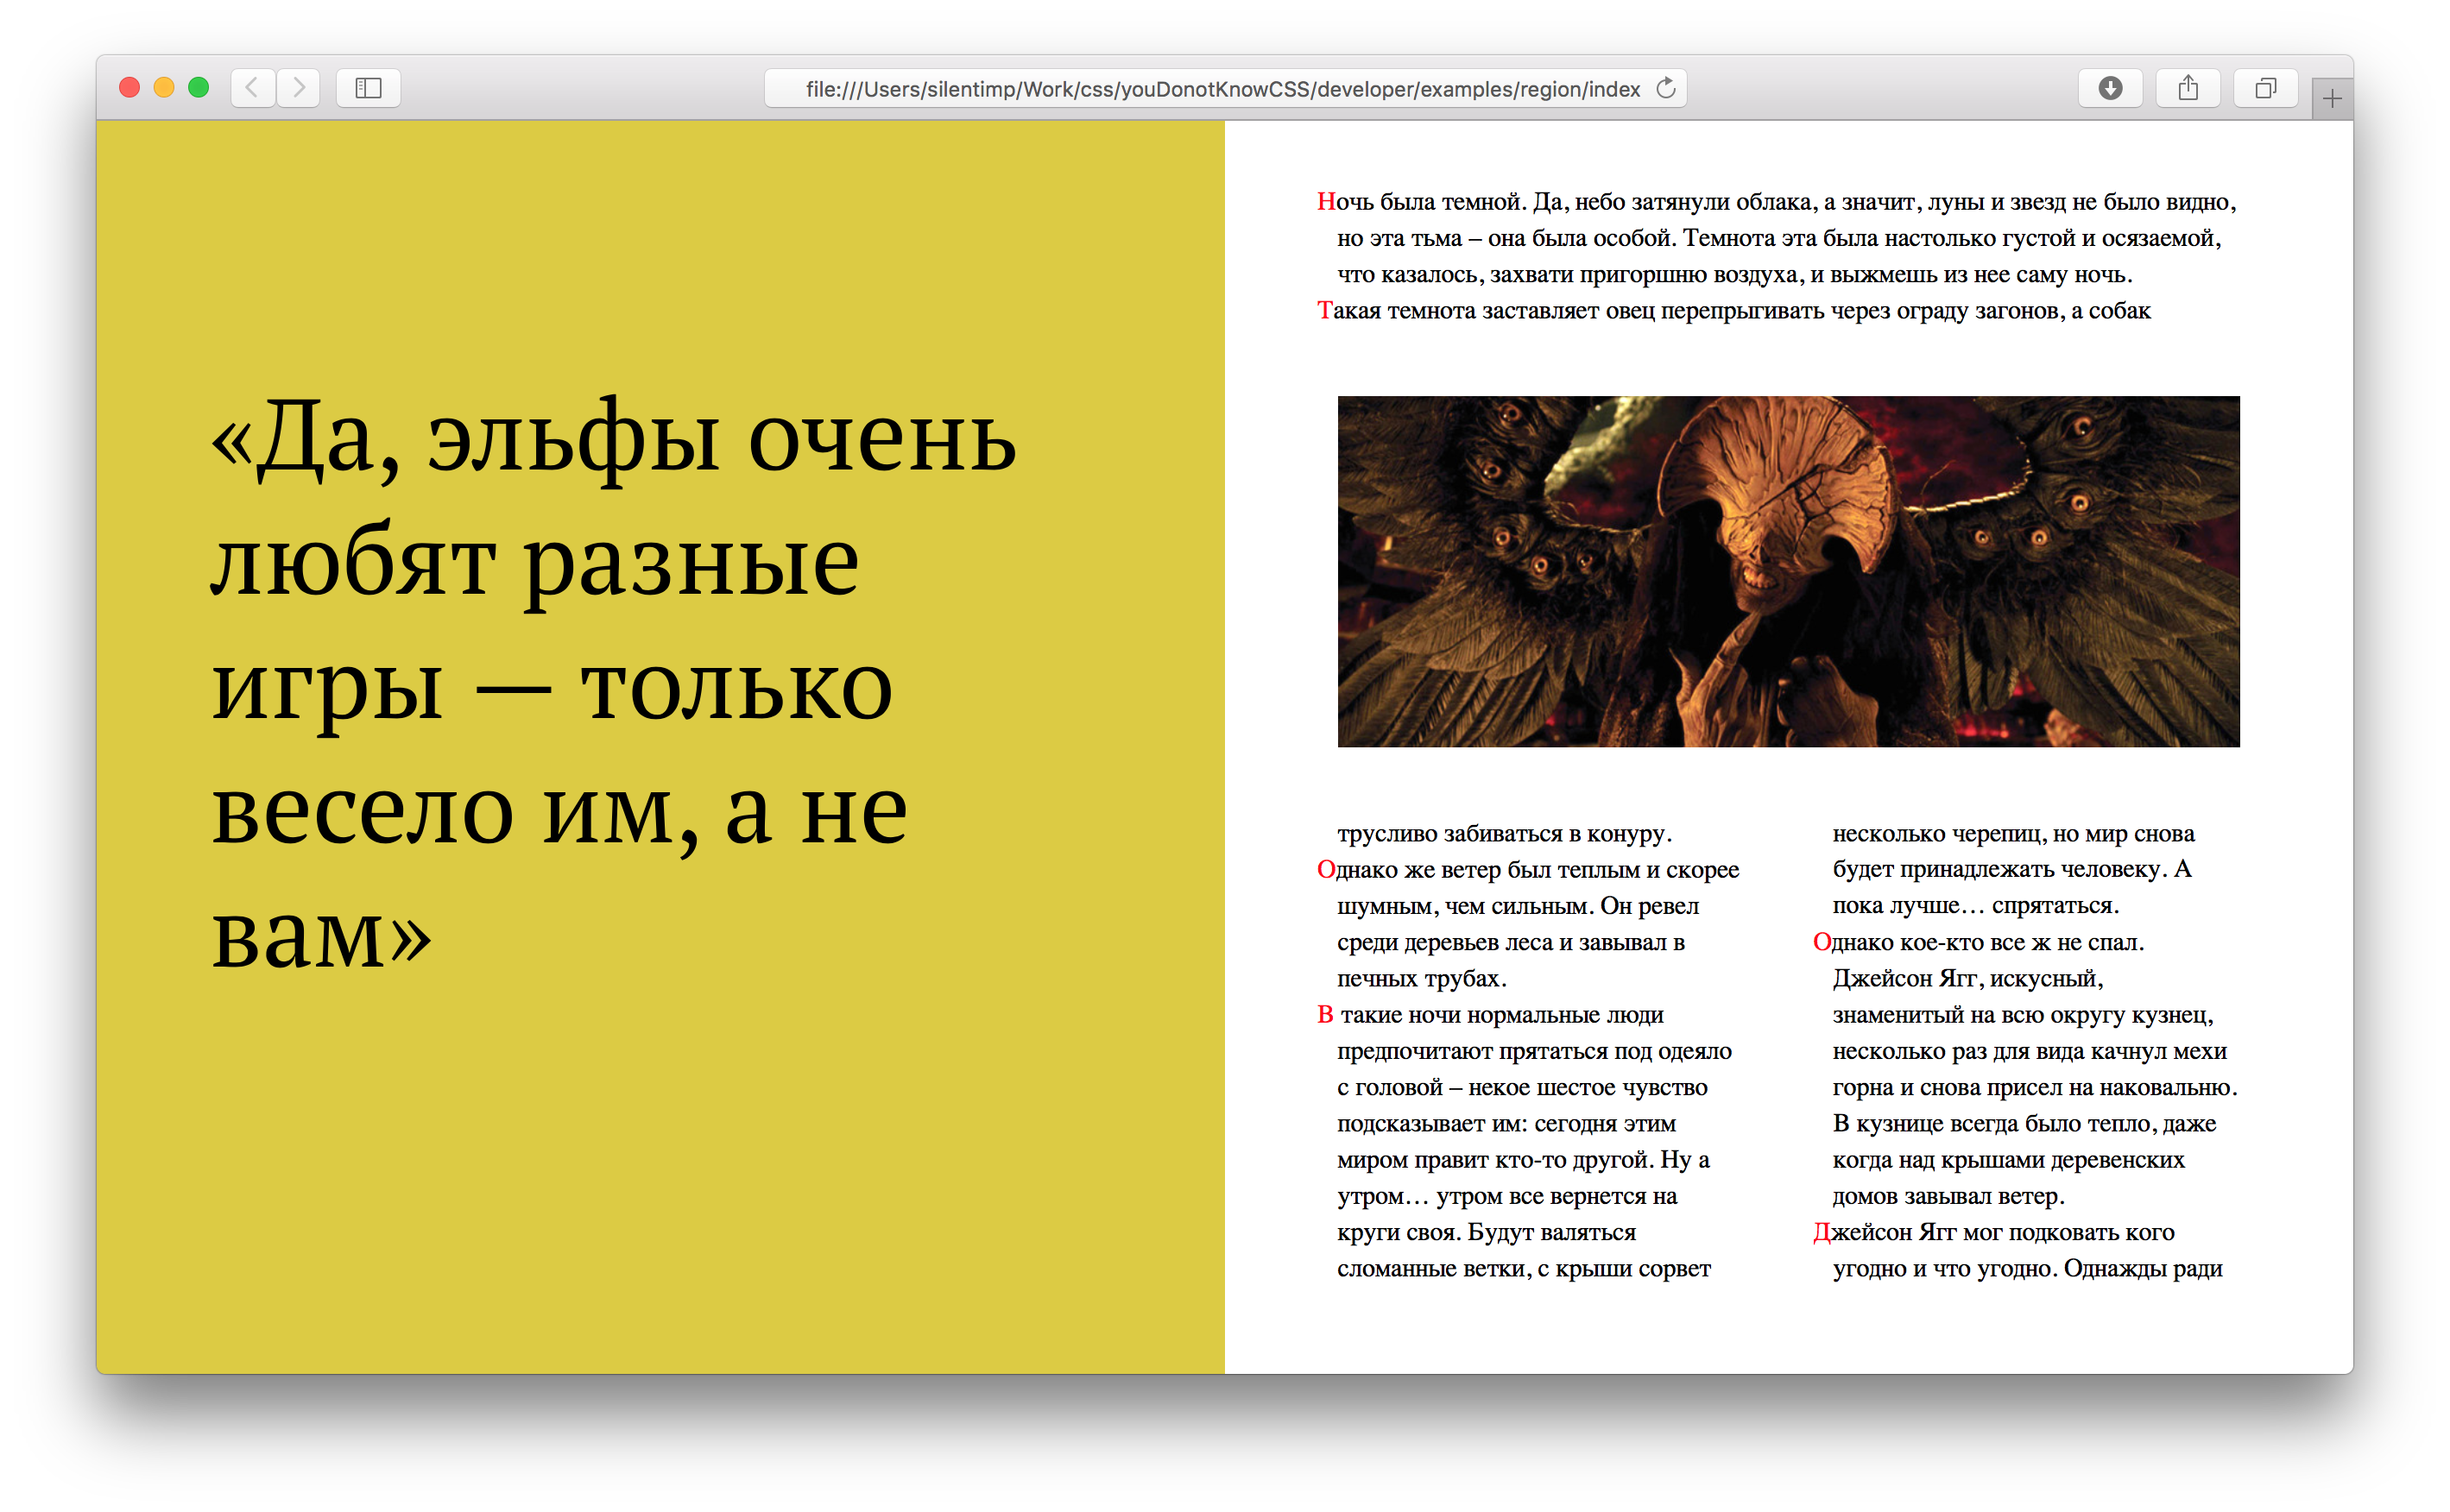 file:///Users/silentimp/Work/css/youDonotKnowCSS/developer/examples/region/index
«Да, эльфы очень
любят разные
игры — только
весело им, а не
вам»
Ночь была темной. Да, небо затянули облака, а значит, луны и звезд не было видно,
но эта тьма – она была особой. Темнота эта была настолько густой и осязаемой,
что казалось, захвати пригоршню воздуха, и выжмешь из нее саму ночь.
Такая темнота заставляет овец перепрыгивать через ограду загонов, а собак
трусливо забиваться в конуру.
Однако же ветер был теплым и скорее
шумным, чем сильным. Он ревел
среди деревьев леса и завывал в
печных трубах.
В такие ночи нормальные люди
предпочитают прятаться под одеяло
с головой – некое шестое чувство
подсказывает им: сегодня этим
миром правит кто-то другой. Ну а
утром… утром все вернется на
круги своя. Будут валяться
сломанные ветки, с крыши сорвет
несколько черепиц, но мир снова
будет принадлежать человеку. А
пока лучше… спрятаться.
Однако кое-кто все ж не спал.
Джейсон Ягг, искусный,
знаменитый на всю округу кузнец,
несколько раз для вида качнул мехи
горна и снова присел на наковальню.
В кузнице всегда было тепло, даже
когда над крышами деревенских
домов завывал ветер.
Джейсон Ягг мог подковать кого
угодно и что угодно. Однажды ради